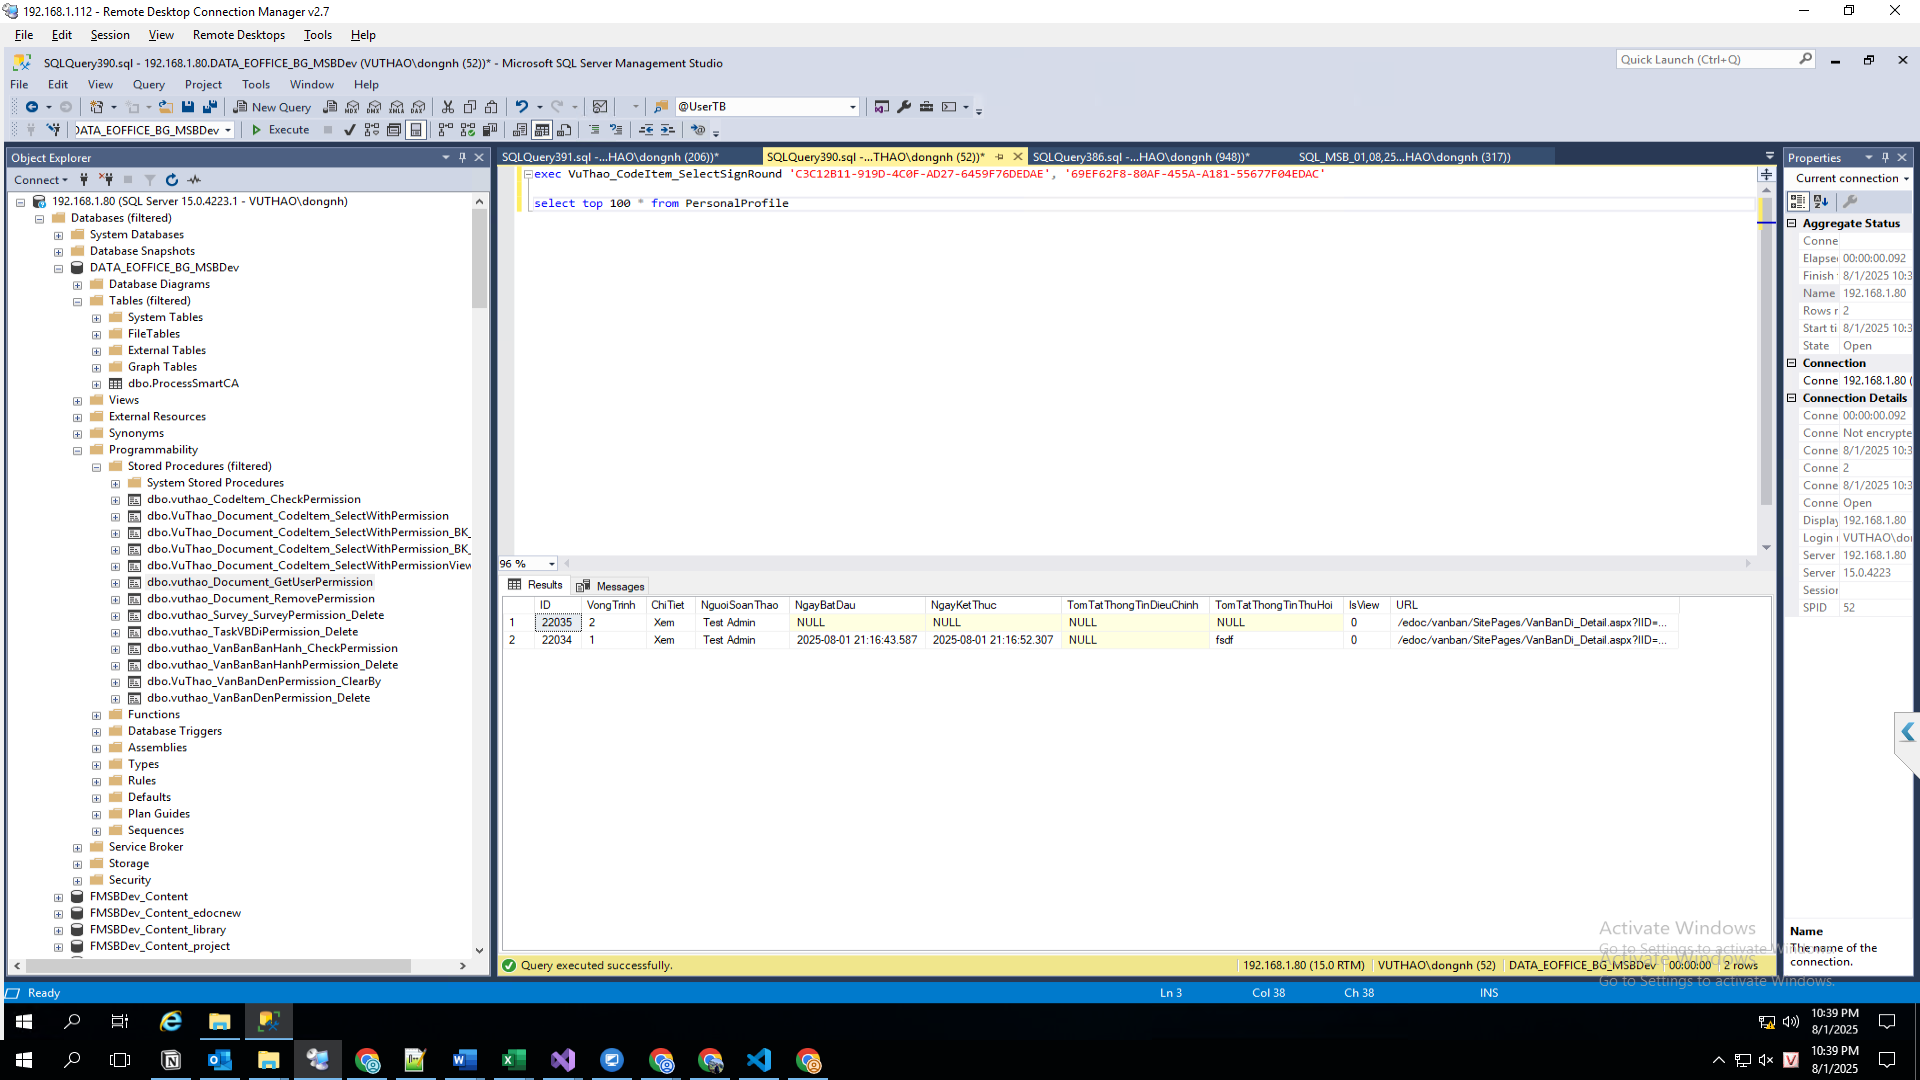 192.168.1.112 - Remote Desktop Connection Manager v2.7
File Edit Session View Remote Desktops Tools Help
SQLQuery390.sql - 192.168.1.80.DATA_EOFFICE_BG_MSBDev (VUTHAO\dongnh (52))* - Microsoft SQL Server Management Studio
Quick Launch (Ctrl+Q)
File Edit View Query Project Tools Window Help
New Query
@UserTB
DATA_EOFFICE_BG_MSBDev
Execute
Object Explorer
Connect
192.168.1.80 (SQL Server 15.0.4223.1 - VUTHAO\dongnh)
Databases (filtered)
System Databases
Database Snapshots
DATA_EOFFICE_BG_MSBDev
Database Diagrams
Tables (filtered)
System Tables
FileTables
External Tables
Graph Tables
dbo.ProcessSmartCA
Views
External Resources
Synonyms
Programmability
Stored Procedures (filtered)
System Stored Procedures
dbo.vuthao_CodeItem_CheckPermission
dbo.VuThao_Document_CodeItem_SelectWithPermission
dbo.VuThao_Document_CodeItem_SelectWithPermission_BK_
dbo.VuThao_Document_CodeItem_SelectWithPermission_BK_
dbo.VuThao_Document_CodeItem_SelectWithPermissionView
dbo.vuthao_Document_GetUserPermission
dbo.vuthao_Document_RemovePermission
dbo.vuthao_Survey_SurveyPermission_Delete
dbo.vuthao_TaskVBDiPermission_Delete
dbo.vuthao_VanBanBanHanh_CheckPermission
dbo.vuthao_VanBanBanHanhPermission_Delete
dbo.VuThao_VanBanDenPermission_ClearBy
dbo.vuthao_VanBanDenPermission_Delete
Functions
Database Triggers
Assemblies
Types
Rules
Defaults
Plan Guides
Sequences
Service Broker
Storage
Security
FMSBDev_Content
FMSBDev_Content_edocnew
FMSBDev_Content_library
FMSBDev_Content_project
SQLQuery391.sql -...HAO\dongnh (206))*
SQLQuery390.sql -...THAO\dongnh (52))*
SQLQuery386.sql -...HAO\dongnh (948))*
SQL_MSB_01,08,25...HAO\dongnh (317))
exec VuThao_CodeItem_SelectSignRound 'C3C12B11-919D-4C0F-AD27-6459F76DEDAE', '69EF62F8-80AF-455A-A181-55677F04EDAC'
select top 100 * from PersonalProfile
96 %
Results Messages
ID VongTrinh ChiTiet NguoiSoanThao NgayBatDau NgayKetThuc TomTatThongTinDieuChinh TomTatThongTinThuHoi IsView URL
1 22035 2 Xem Test Admin NULL NULL NULL NULL 0 /edoc/vanban/SitePages/VanBanDi_Detail.aspx?IID=...
2 22034 1 Xem Test Admin 2025-08-01 21:16:43.587 2025-08-01 21:16:52.307 NULL fsdf 0 /edoc/vanban/SitePages/VanBanDi_Detail.aspx?IID=...
Query executed successfully.
192.168.1.80 (15.0 RTM) VUTHAO\dongnh (52) DATA_EOFFICE_BG_MSBDev 00:00:00 2 rows
Properties
Current connection
Aggregate Status
Conne
Elapse 00:00:00.092
Finish 8/1/2025 10:3
Name 192.168.1.80
Rows r 2
Start ti 8/1/2025 10:3
State Open
Connection
Conne 192.168.1.80 (
Connection Details
Conne 00:00:00.092
Conne Not encrypte
Conne 8/1/2025 10:3
Conne 2
Conne 8/1/2025 10:3
Conne Open
Display 192.168.1.80
Login VUTHAO\do
Server 192.168.1.80
Server 15.0.4223
Session
SPID 52
Name
The name of the
connection.
Activate Windows
Go to Settings to activate Windows.
Activate Windows
Go to Settings to activate Windows.
Ready
Ln 3 Col 38 Ch 38 INS
10:39 PM
8/1/2025
10:39 PM
8/1/2025